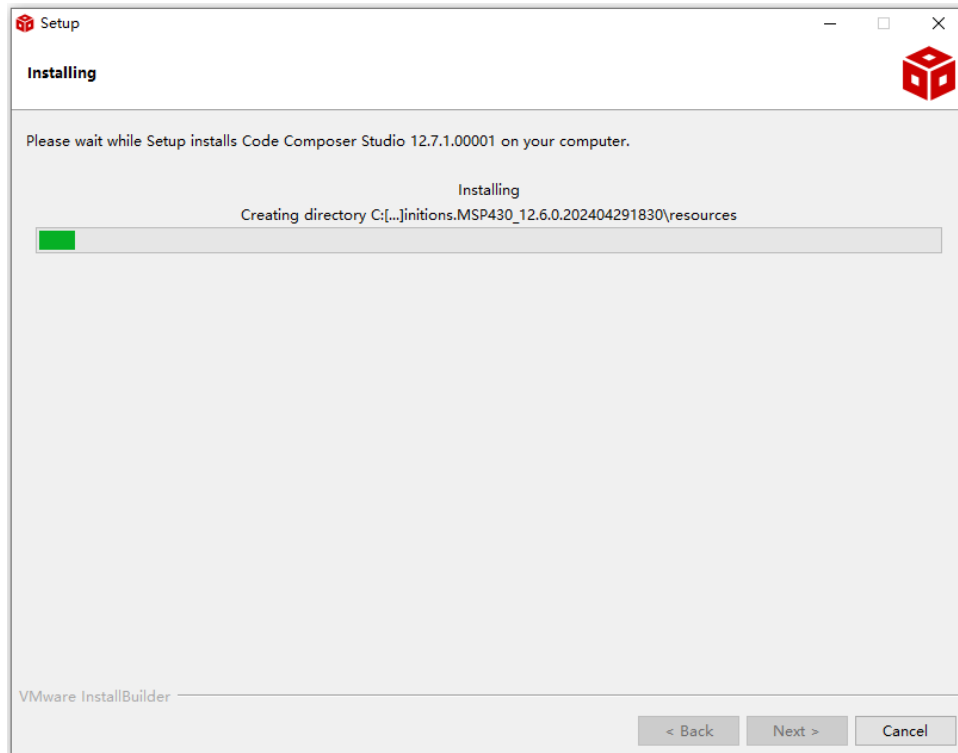 Setup
Installing
Please wait while Setup installs Code Composer Studio 12.7.1.00001 on your computer.
Installing
Creating directory C:[...]initions.MSP430_12.6.0.202404291830\resources
VMware InstallBuilder
< Back Next > Cancel